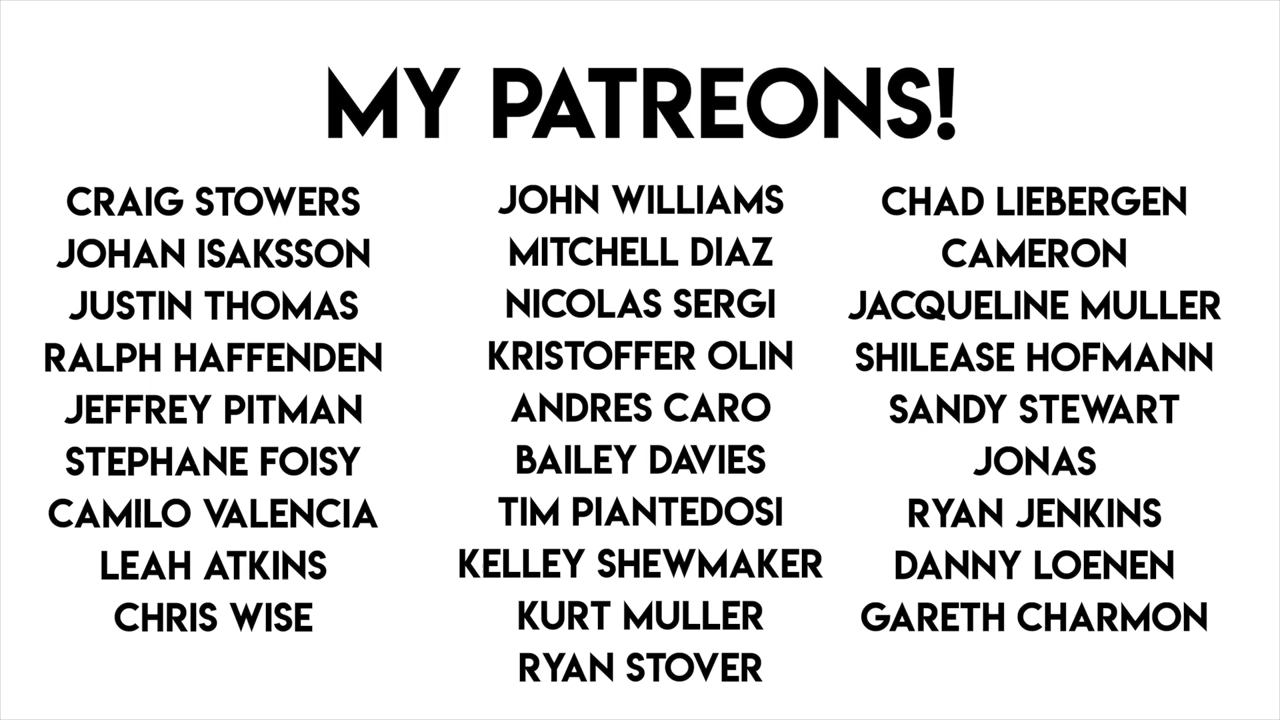 MY PATREONS!
CRAIG STOWERS
JOHAN ISAKSSON
JUSTIN THOMAS
RALPH HAFFENDEN
JEFFREY PITMAN
STEPHANE FOISY
CAMILO VALENCIA
LEAH ATKINS
CHRIS WISE
JOHN WILLIAMS
MITCHELL DIAZ
NICOLAS SERGI
KRISTOFFER OLIN
ANDRES CARO
BAILEY DAVIES
TIM PIANTEDOSI
KELLEY SHEWMAKER
KURT MULLER
RYAN STOVER
CHAD LIEBERGEN
CAMERON
JACQUELINE MULLER
SHILEASE HOFMANN
SANDY STEWART
JONAS
RYAN JENKINS
DANNY LOENEN
GARETH CHARMON